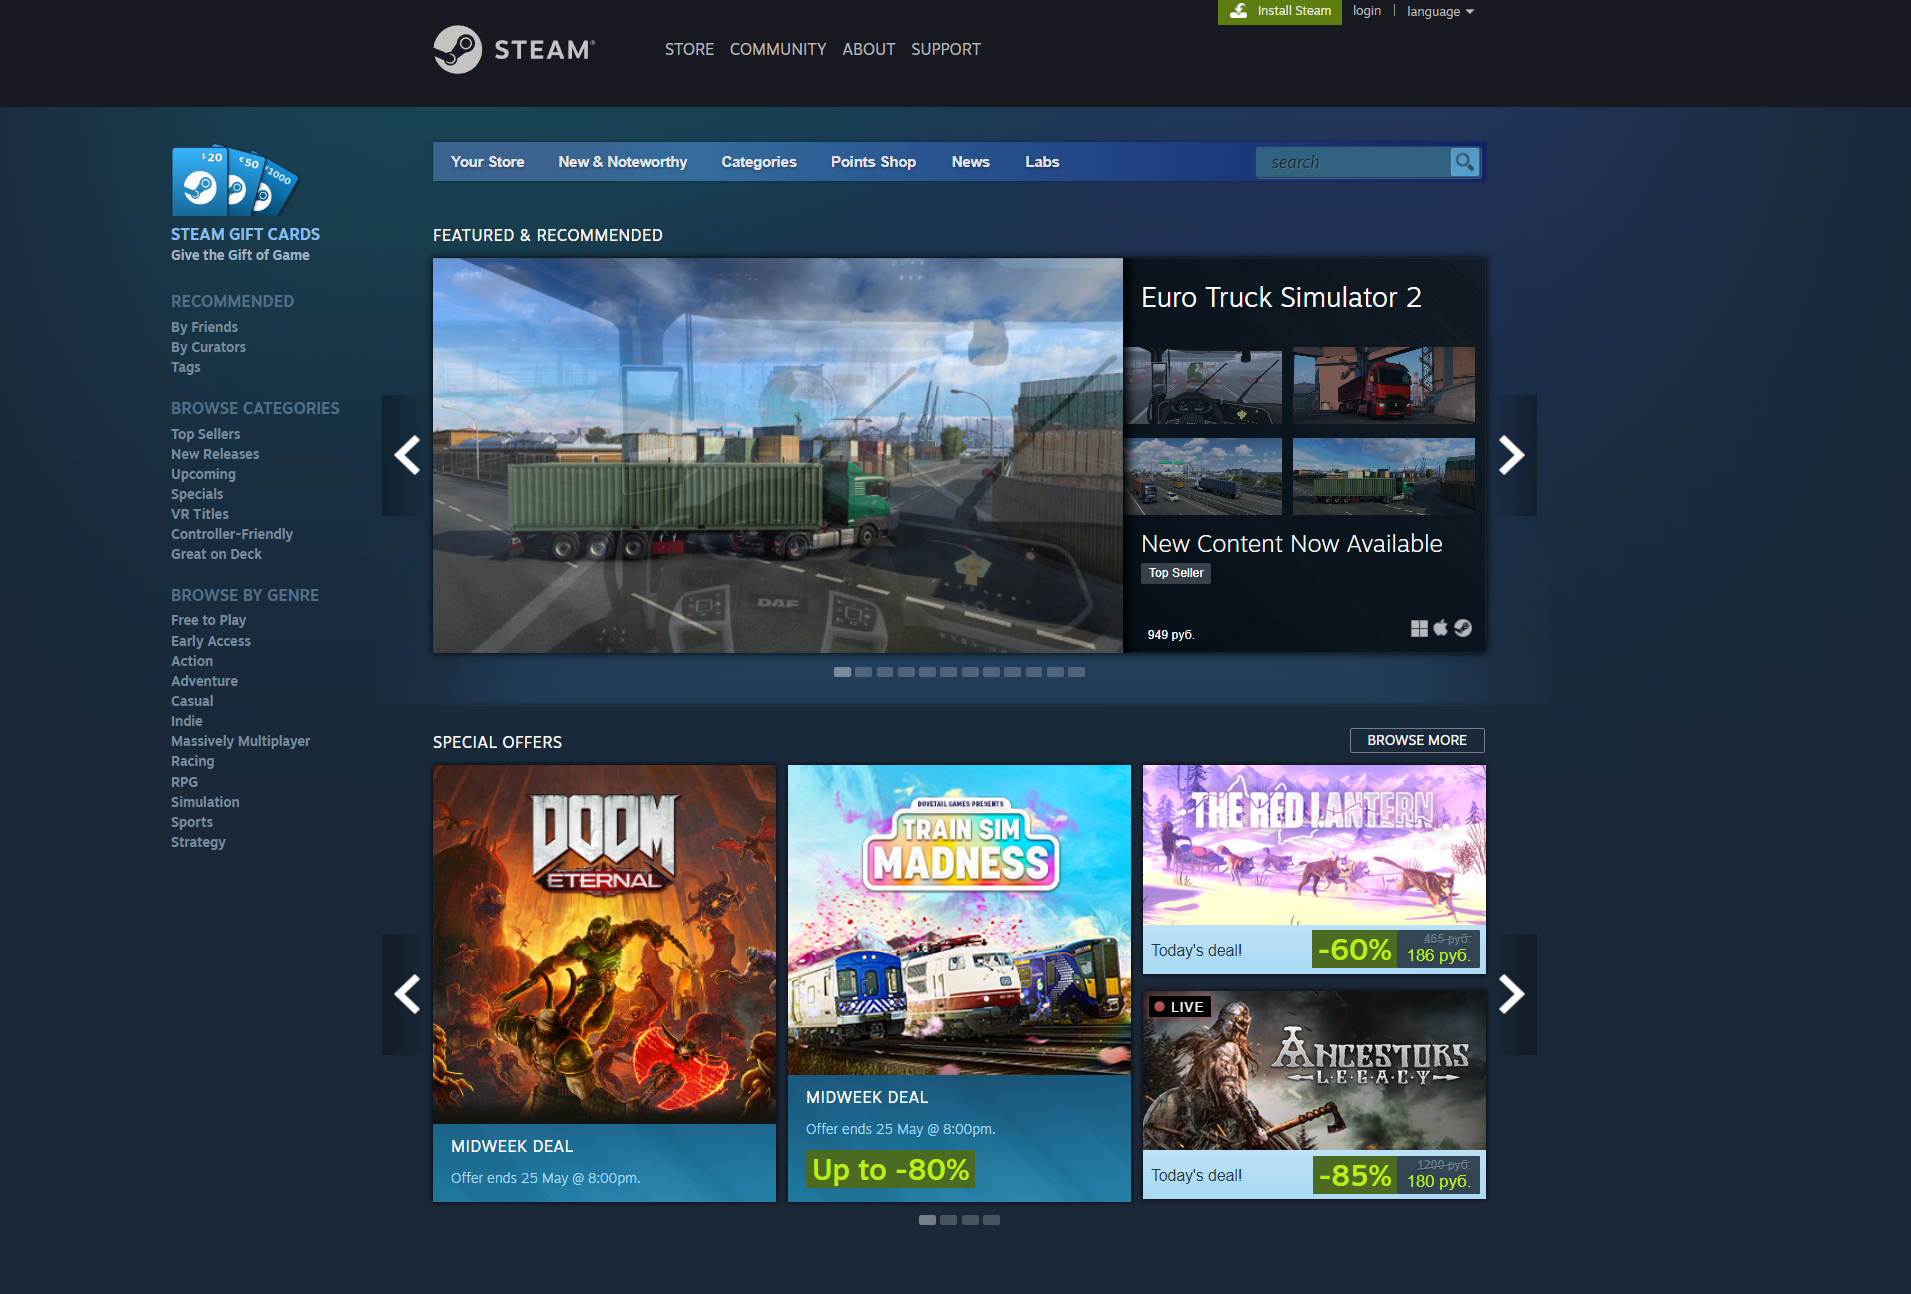 Install Steam
login
language
STEAM®
STORE
COMMUNITY
ABOUT
SUPPORT
$20
€50
¥1000
STEAM GIFT CARDS
Give the Gift of Game
RECOMMENDED
By Friends
By Curators
Tags
BROWSE CATEGORIES
Top Sellers
New Releases
Upcoming
Specials
VR Titles
Controller-Friendly
Great on Deck
BROWSE BY GENRE
Free to Play
Early Access
Action
Adventure
Casual
Indie
Massively Multiplayer
Racing
RPG
Simulation
Sports
Strategy
Your Store
New & Noteworthy
Categories
Points Shop
News
Labs
search
FEATURED & RECOMMENDED
DAF
Euro Truck Simulator 2
New Content Now Available
Top Seller
949 pуб.
SPECIAL OFFERS
BROWSE MORE
DOOM
ETERNAL
MIDWEEK DEAL
Offer ends 25 May @ 8:00pm.
DOVETAIL GAMES PRESENTS
TRAIN SIM
MADNESS
MIDWEEK DEAL
Offer ends 25 May @ 8:00pm.
Up to -80%
THE RED LANTERN
Today's deal!
-60%
465 pуб.
186 pуб.
LIVE
ANCESTORS
L·E·G·A·C·Y
Today's deal!
-85%
1200 pуб.
180 pуб.